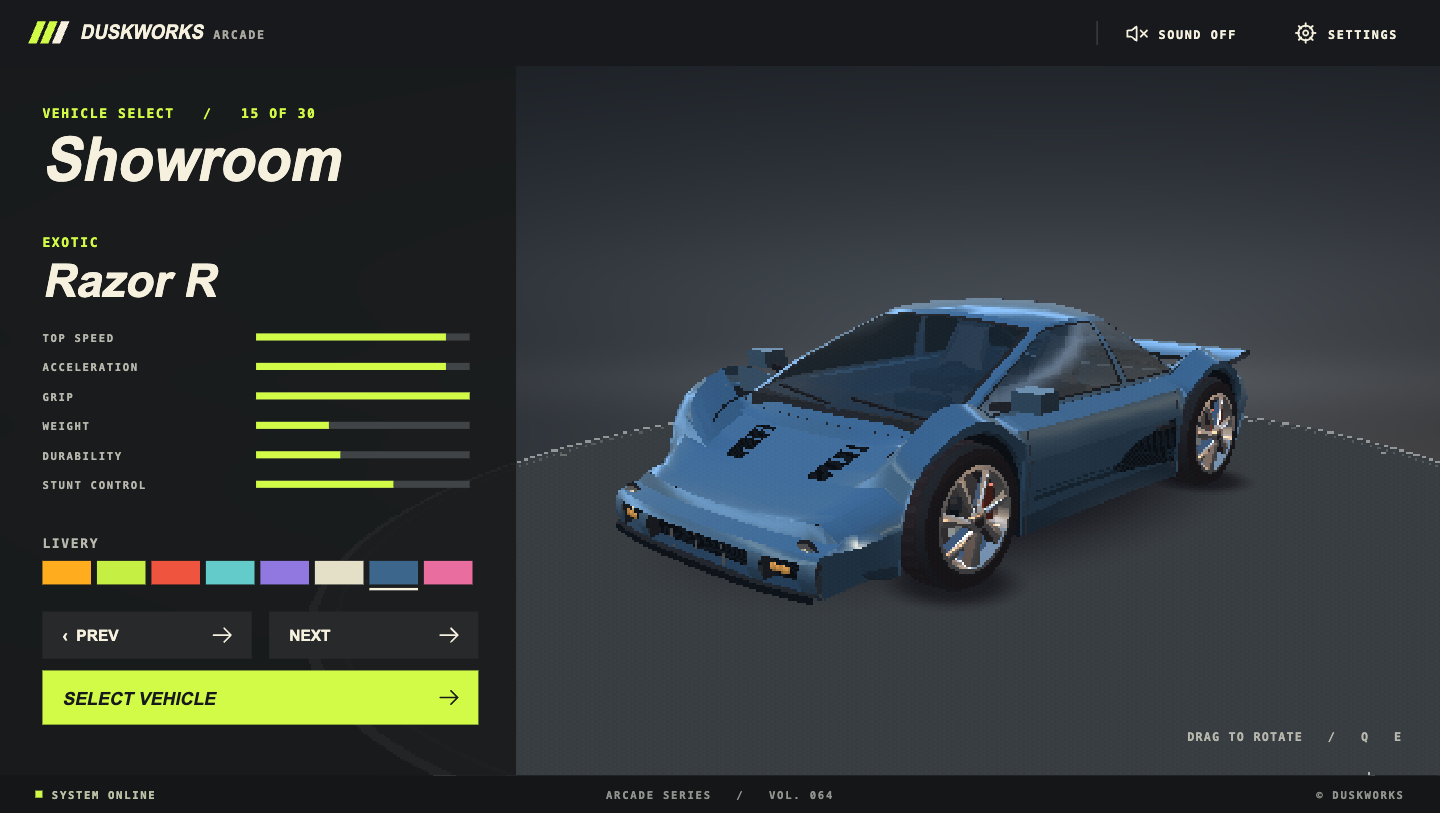 DUSKWORKS ARCADE
SOUND OFF
SETTINGS
VEHICLE SELECT / 15 OF 30
Showroom
EXOTIC
Razor R
TOP SPEED
ACCELERATION
GRIP
WEIGHT
DURABILITY
STUNT CONTROL
LIVERY
‹ PREV →
NEXT →
SELECT VEHICLE →
DRAG TO ROTATE / Q E
SYSTEM ONLINE
ARCADE SERIES / VOL. 064
© DUSKWORKS